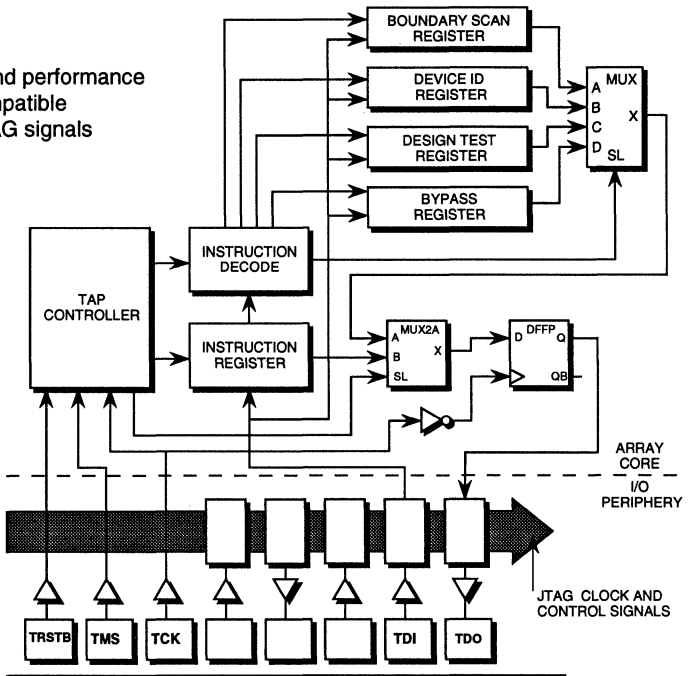 nd performance
npatible
AG signals
BOUNDARY SCAN
REGISTER
DEVICE ID
REGISTER
DESIGN TEST
REGISTER
BYPASS
REGISTER
MUX
A
B
C
D
X
SL
TAP
CONTROLLER
INSTRUCTION
DECODE
INSTRUCTION
REGISTER
MUX2A
A
B
X
SL
DFFP
D
Q
QB
ARRAY
CORE
I/O
PERIPHERY
JTAG CLOCK AND
CONTROL SIGNALS
TRSTB
TMS
TCK
TDI
TDO